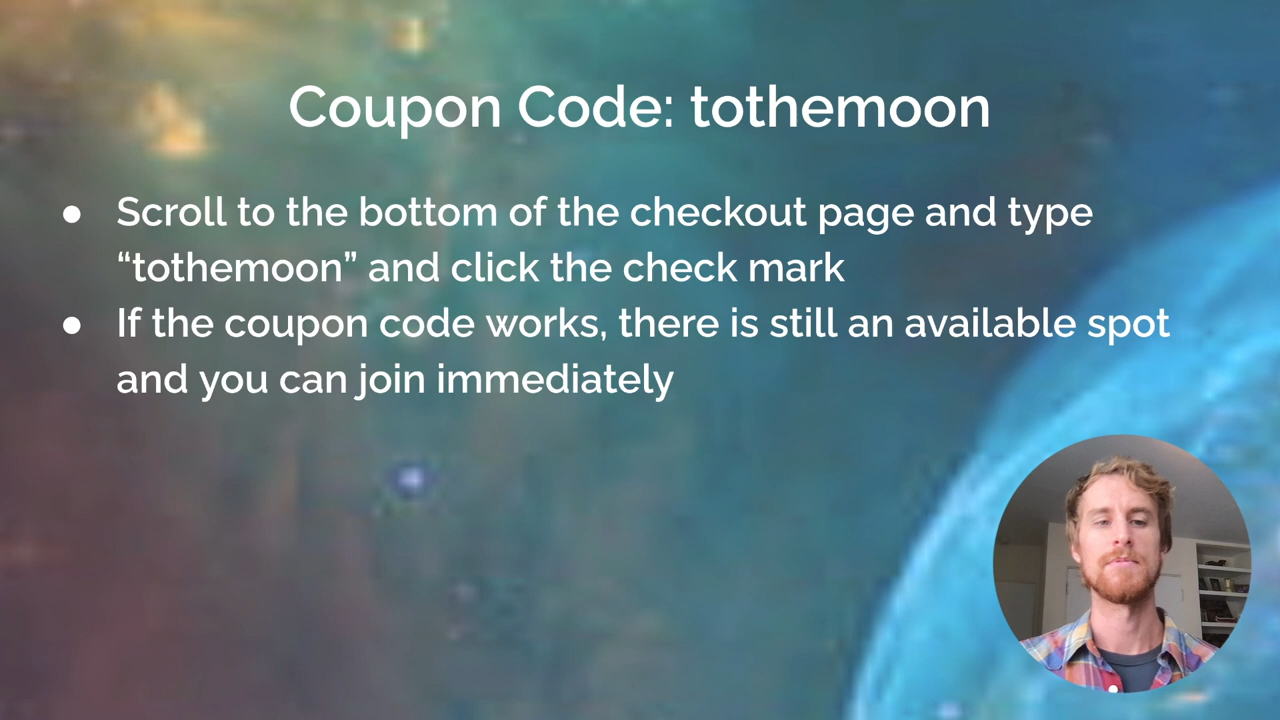 Coupon Code: tothemoon
● Scroll to the bottom of the checkout page and type
“tothemoon” and click the check mark
● If the coupon code works, there is still an available spot
and you can join immediately